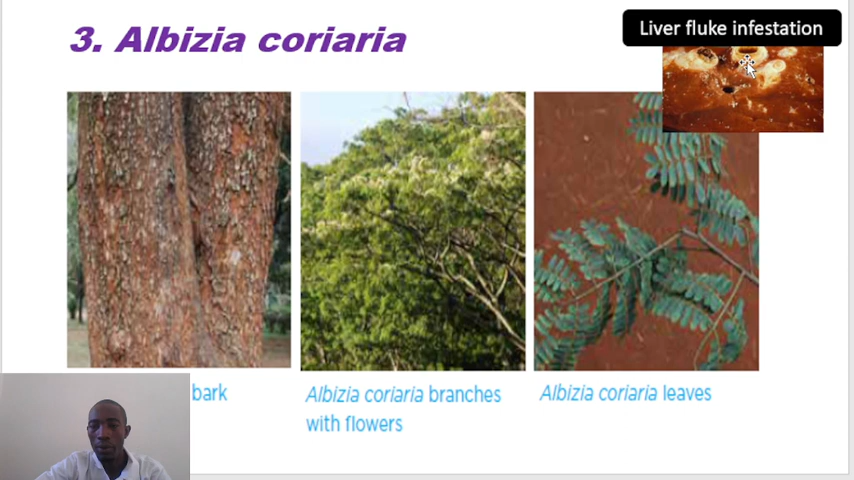 3. Albizia coriaria
Liver fluke infestation
bark
Albizia coriaria branches
with flowers
Albizia coriaria leaves